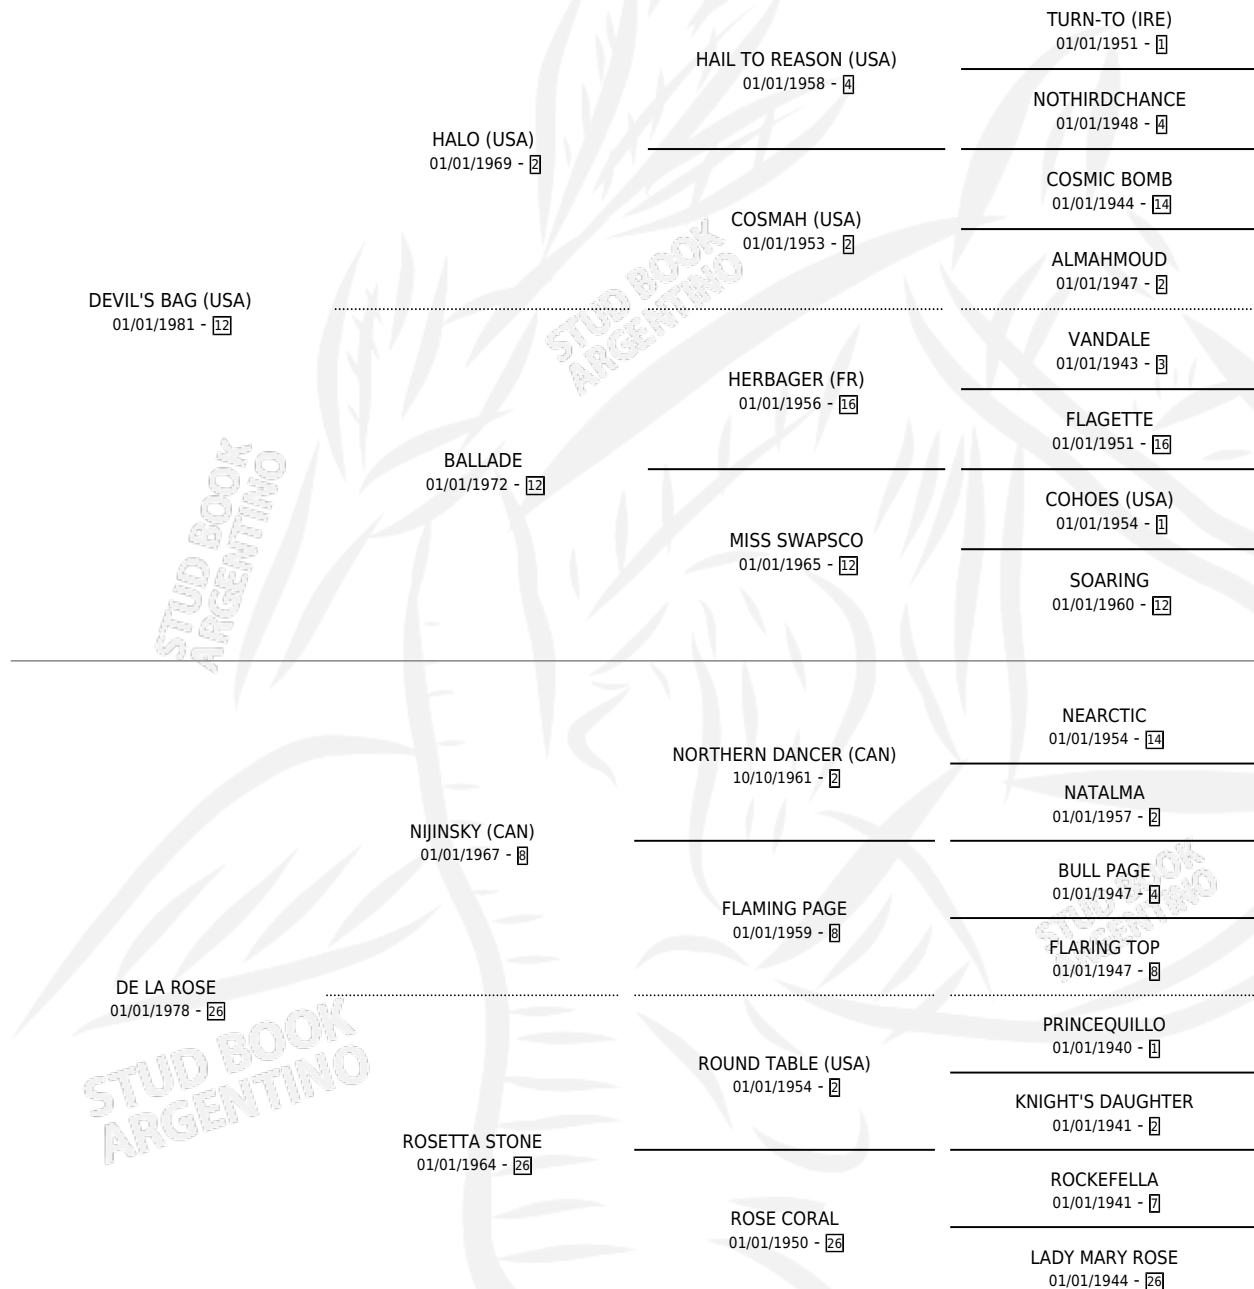 TURN-TO (IRE)
01/01/1951 - 1
HAIL TO REASON (USA)
01/01/1958 - 4
NOTHIRDCHANCE
01/01/1948 - 4
HALO (USA)
01/01/1969 - 2
COSMIC BOMB
01/01/1944 - 14
COSMAH (USA)
01/01/1953 - 2
ALMAHMOUD
01/01/1947 - 2
DEVIL'S BAG (USA)
01/01/1981 - 12
VANDALE
01/01/1943 - 3
HERBAGER (FR)
01/01/1956 - 16
FLAGETTE
01/01/1951 - 16
BALLADE
01/01/1972 - 12
COHOES (USA)
01/01/1954 - 1
MISS SWAPSCO
01/01/1965 - 12
SOARING
01/01/1960 - 12
NEARCTIC
01/01/1954 - 14
NORTHERN DANCER (CAN)
10/10/1961 - 2
NATALMA
01/01/1957 - 2
NIJINSKY (CAN)
01/01/1967 - 8
BULL PAGE
01/01/1947 - 4
FLAMING PAGE
01/01/1959 - 8
FLARING TOP
01/01/1947 - 8
DE LA ROSE
01/01/1978 - 26
PRINCEQUILLO
01/01/1940 - 1
ROUND TABLE (USA)
01/01/1954 - 2
KNIGHT'S DAUGHTER
01/01/1941 - 2
ROSETTA STONE
01/01/1964 - 26
ROCKEFELLA
01/01/1941 - 7
ROSE CORAL
01/01/1950 - 26
LADY MARY ROSE
01/01/1944 - 26
STUD BOOK
ARGENTINO
STUD BOOK
ARGENTINO
STUD BOOK
ARGENTINO
STUD BOOK
ARGENTINO